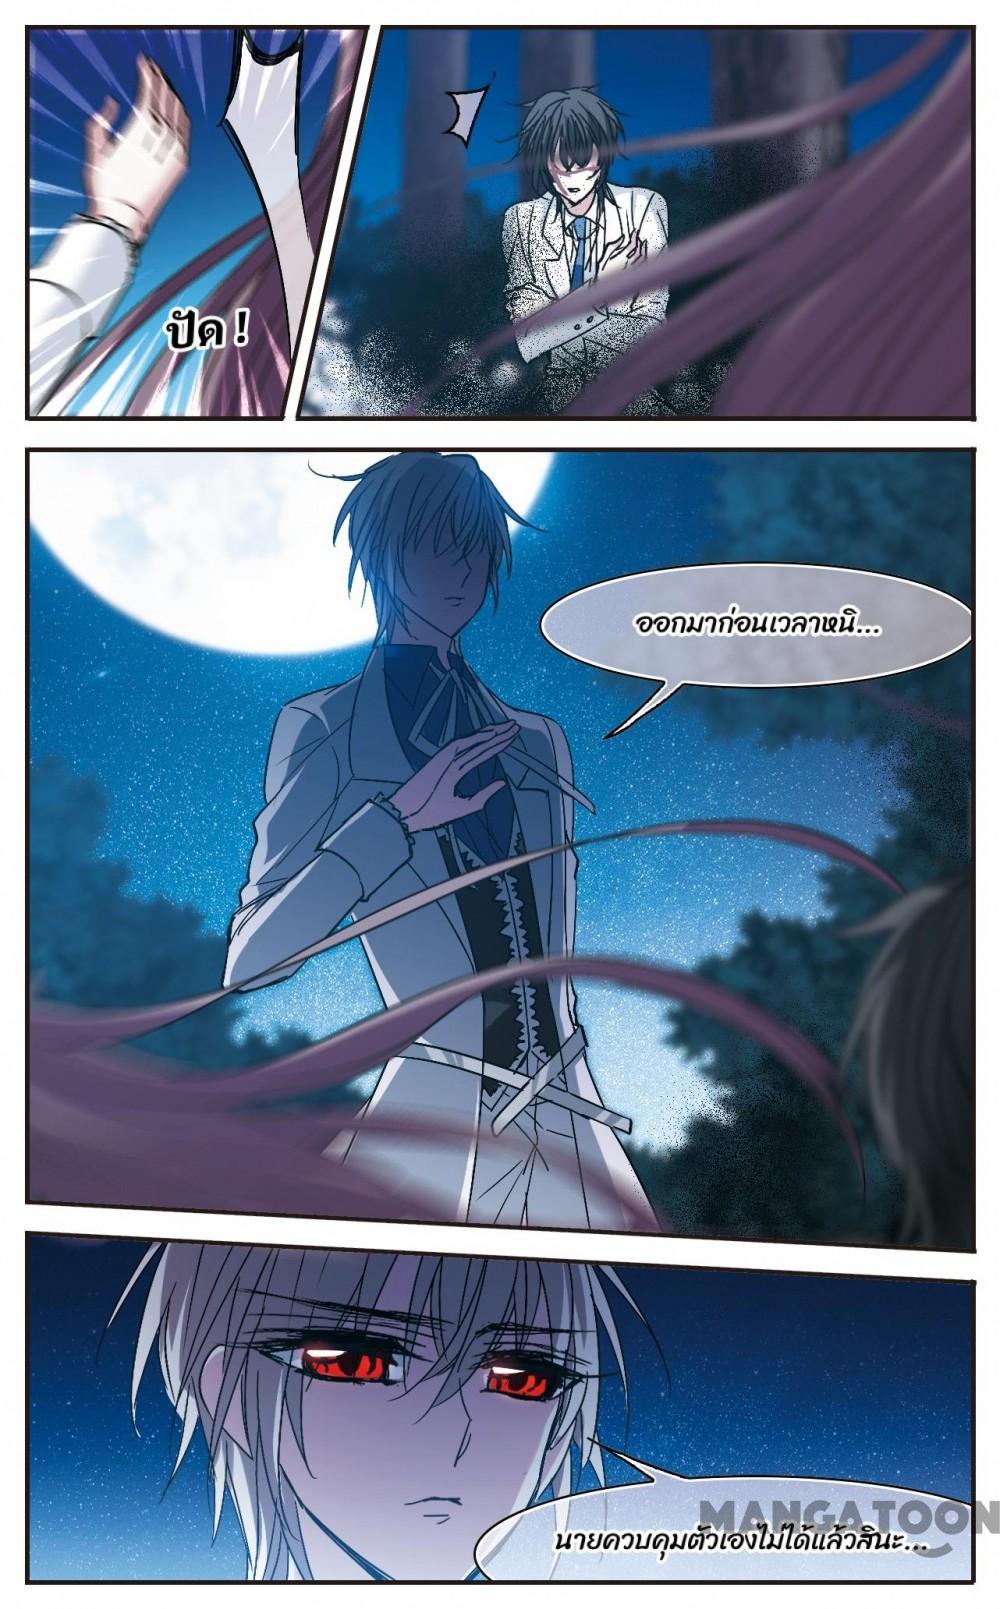 ปัด !
ออกมาก่อนเวลาหนิ...
นายควบคุมตัวเองไม่ได้แล้วสินะ...
MANGATOON